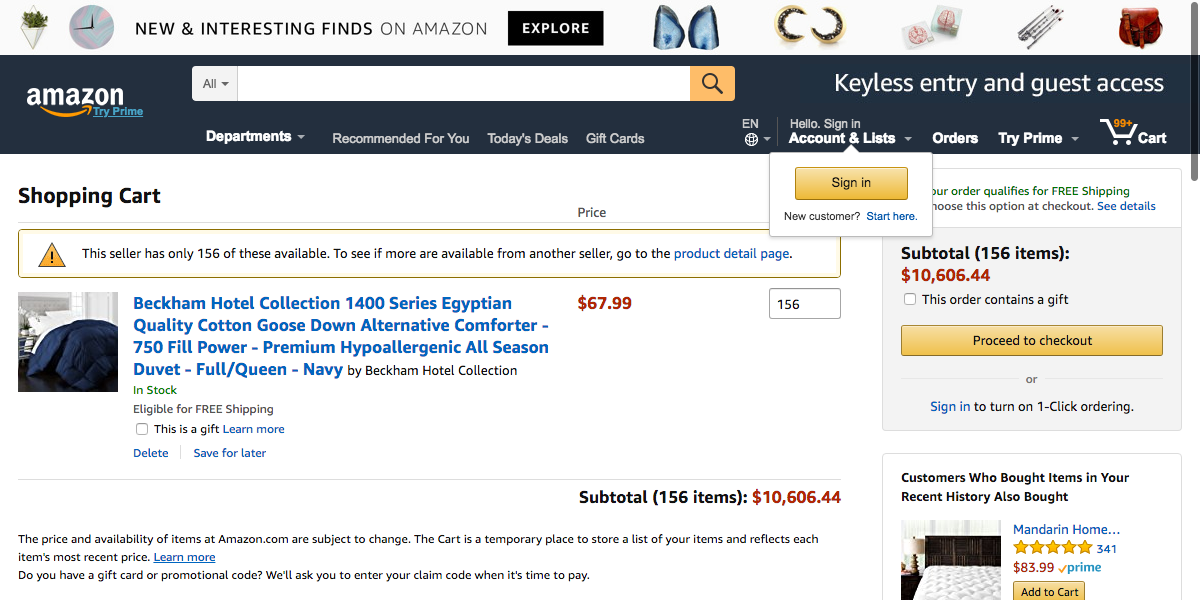 NEW & INTERESTING FINDS ON AMAZON EXPLORE
All
Keyless entry and guest access
amazon
Try Prime
Departments Recommended For You Today's Deals Gift Cards
EN
Hello. Sign in
Account & Lists
Orders
Try Prime
99+
Cart
Sign in
New customer? Start here.
Shopping Cart
Price
This seller has only 156 of these available. To see if more are available from another seller, go to the product detail page.
Beckham Hotel Collection 1400 Series Egyptian
Quality Cotton Goose Down Alternative Comforter -
750 Fill Power - Premium Hypoallergenic All Season
Duvet - Full/Queen - Navy by Beckham Hotel Collection
$67.99
156
In Stock
Eligible for FREE Shipping
This is a gift Learn more
Delete Save for later
Subtotal (156 items): $10,606.44
The price and availability of items at Amazon.com are subject to change. The Cart is a temporary place to store a list of your items and reflects each
item's most recent price. Learn more
Do you have a gift card or promotional code? We'll ask you to enter your claim code when it's time to pay.
order qualifies for FREE Shipping
this option at checkout. See details
Subtotal (156 items):
$10,606.44
This order contains a gift
Proceed to checkout
or
Sign in to turn on 1-Click ordering.
Customers Who Bought Items in Your
Recent History Also Bought
Mandarin Home...
341
$83.99 prime
Add to Cart